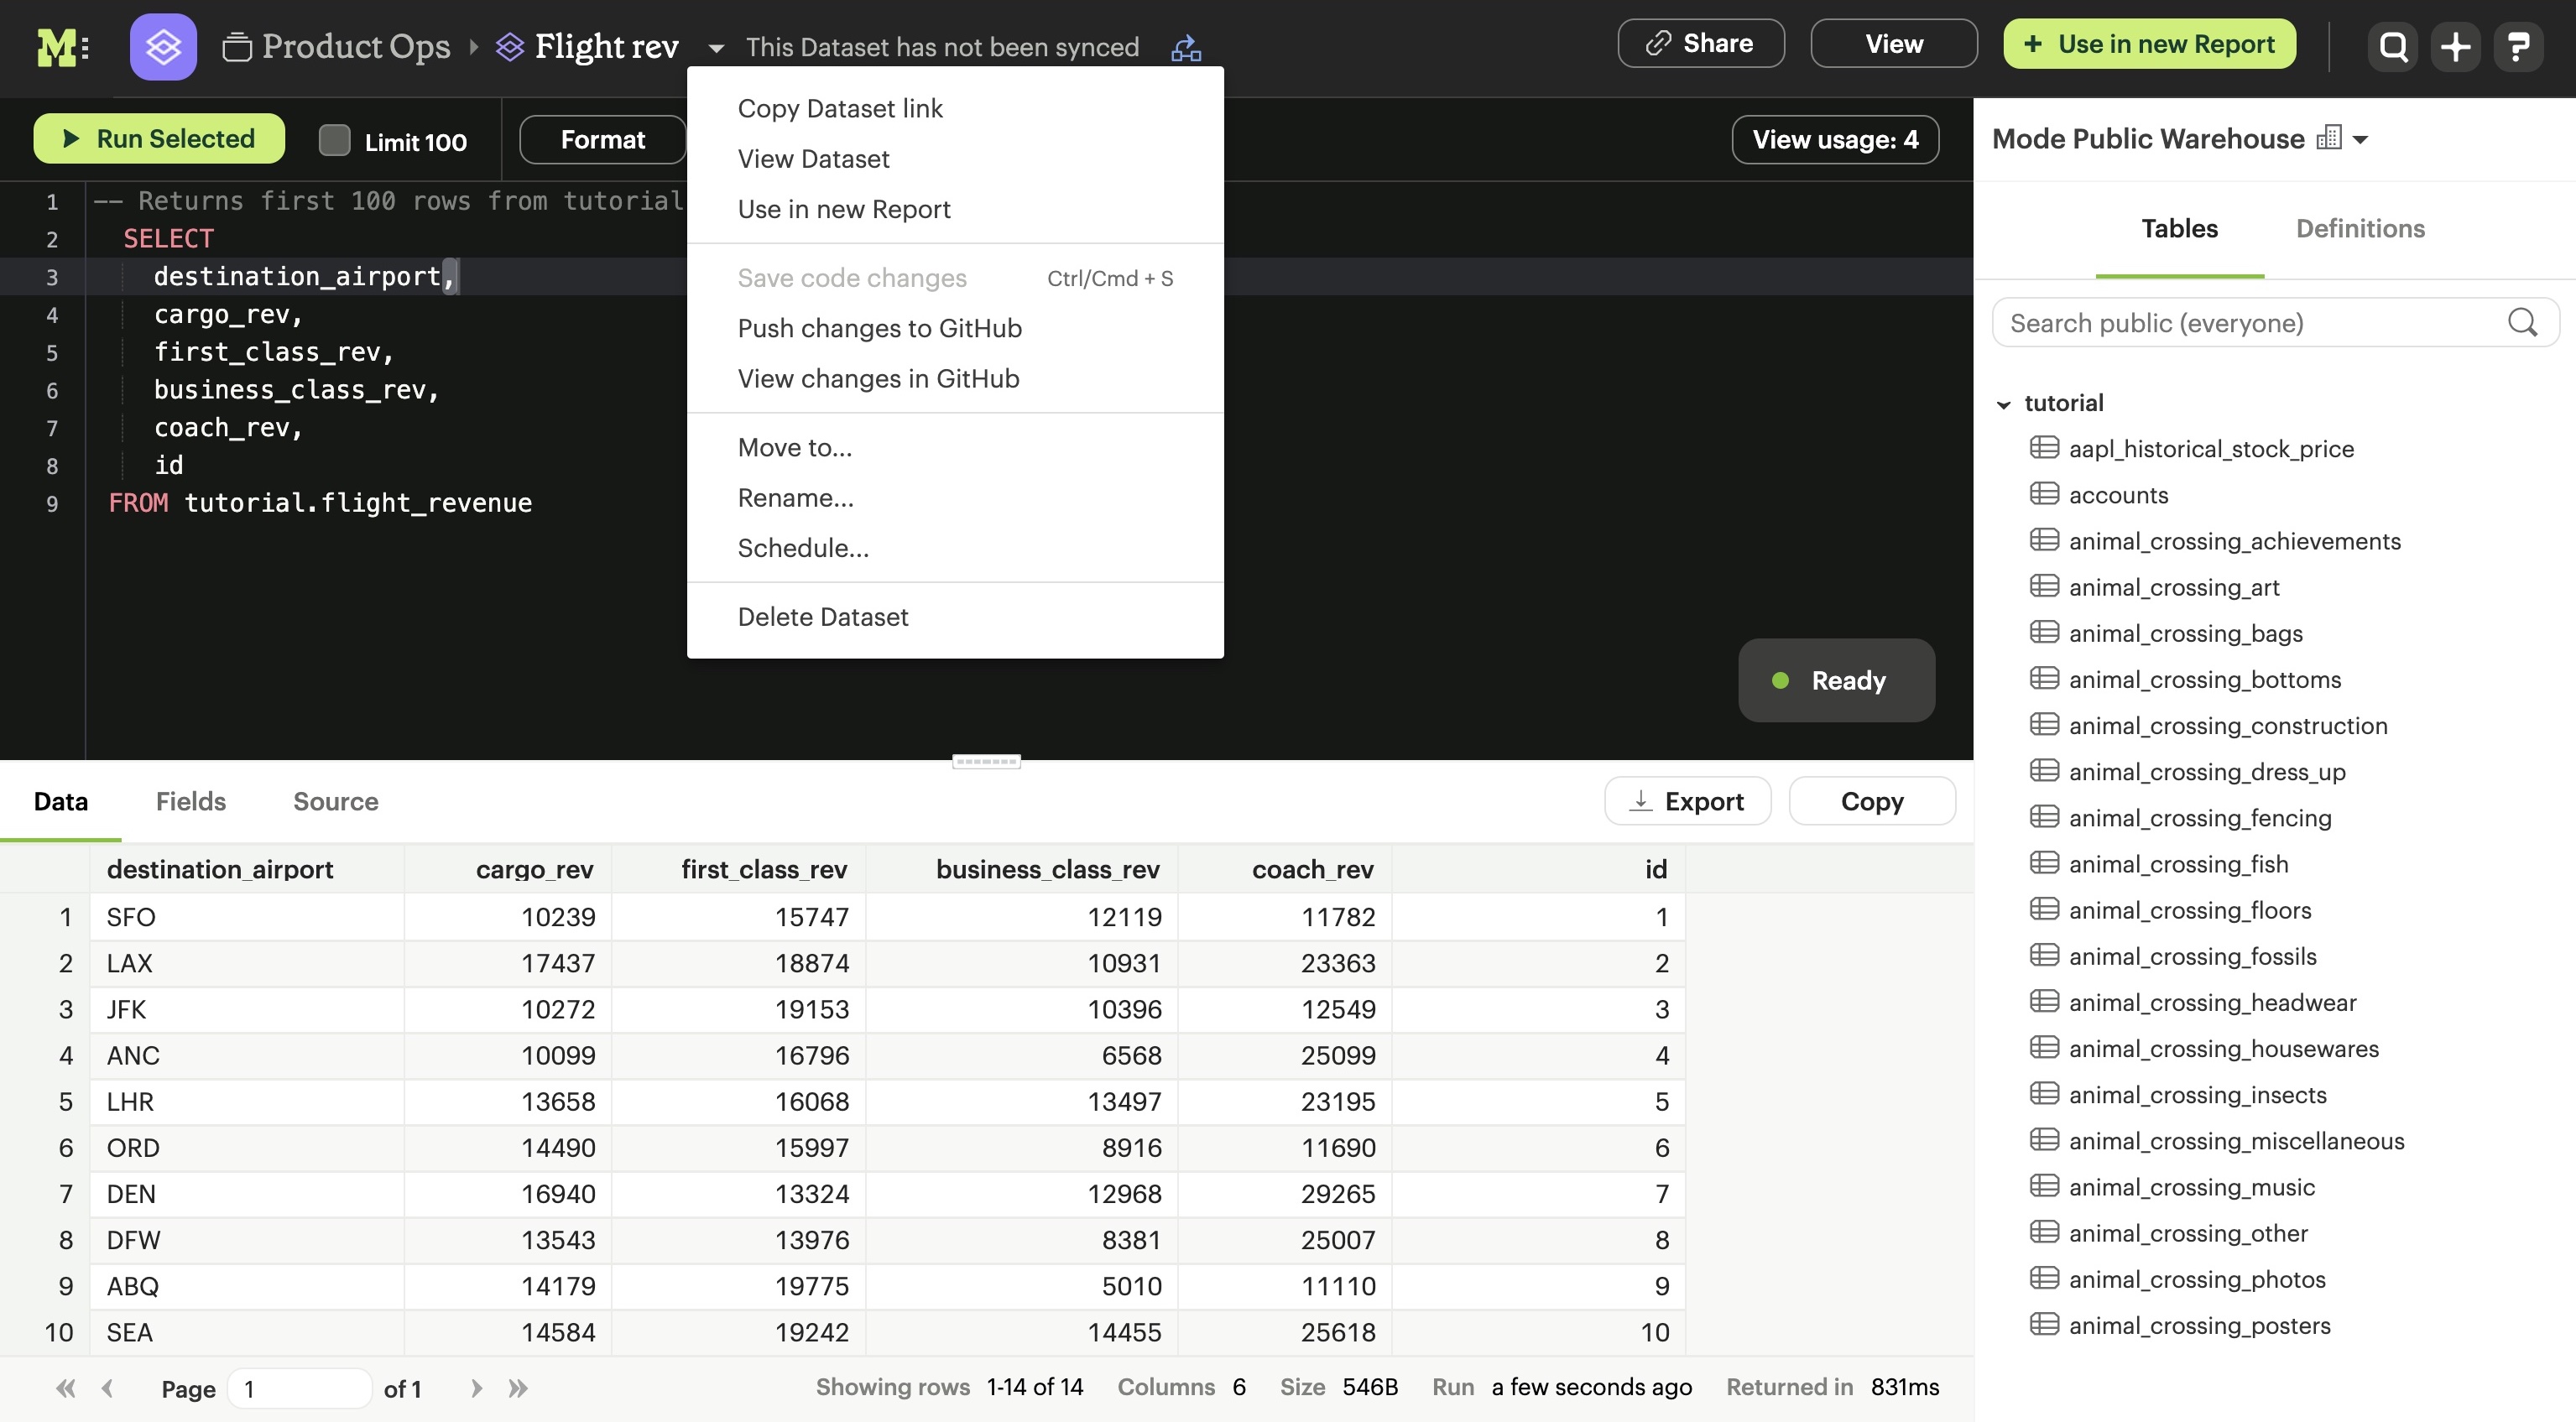 M
Product Ops
Flight rev
This Dataset has not been synced
Share
View
+ Use in new Report
Run Selected
Limit 100
Format
View usage: 4
1 -- Returns first 100 rows from tutorial
2 SELECT
3 destination_airport,
4 cargo_rev,
5 first_class_rev,
6 business_class_rev,
7 coach_rev,
8 id
9 FROM tutorial.flight_revenue
Copy Dataset link
View Dataset
Use in new Report
Save code changes Ctrl/Cmd + S
Push changes to GitHub
View changes in GitHub
Move to...
Rename...
Schedule...
Delete Dataset
Ready
Data Fields Source
Export
Copy
destination_airport cargo_rev first_class_rev business_class_rev coach_rev id
1 SFO 10239 15747 12119 11782 1
2 LAX 17437 18874 10931 23363 2
3 JFK 10272 19153 10396 12549 3
4 ANC 10099 16796 6568 25099 4
5 LHR 13658 16068 13497 23195 5
6 ORD 14490 15997 8916 11690 6
7 DEN 16940 13324 12968 29265 7
8 DFW 13543 13976 8381 25007 8
9 ABQ 14179 19775 5010 11110 9
10 SEA 14584 19242 14455 25618 10
Page 1 of 1
Showing rows 1-14 of 14 Columns 6 Size 546B Run a few seconds ago Returned in 831ms
Mode Public Warehouse
Tables Definitions
Search public (everyone)
tutorial
aapl_historical_stock_price
accounts
animal_crossing_achievements
animal_crossing_art
animal_crossing_bags
animal_crossing_bottoms
animal_crossing_construction
animal_crossing_dress_up
animal_crossing_fencing
animal_crossing_fish
animal_crossing_floors
animal_crossing_fossils
animal_crossing_headwear
animal_crossing_housewares
animal_crossing_insects
animal_crossing_miscellaneous
animal_crossing_music
animal_crossing_other
animal_crossing_photos
animal_crossing_posters